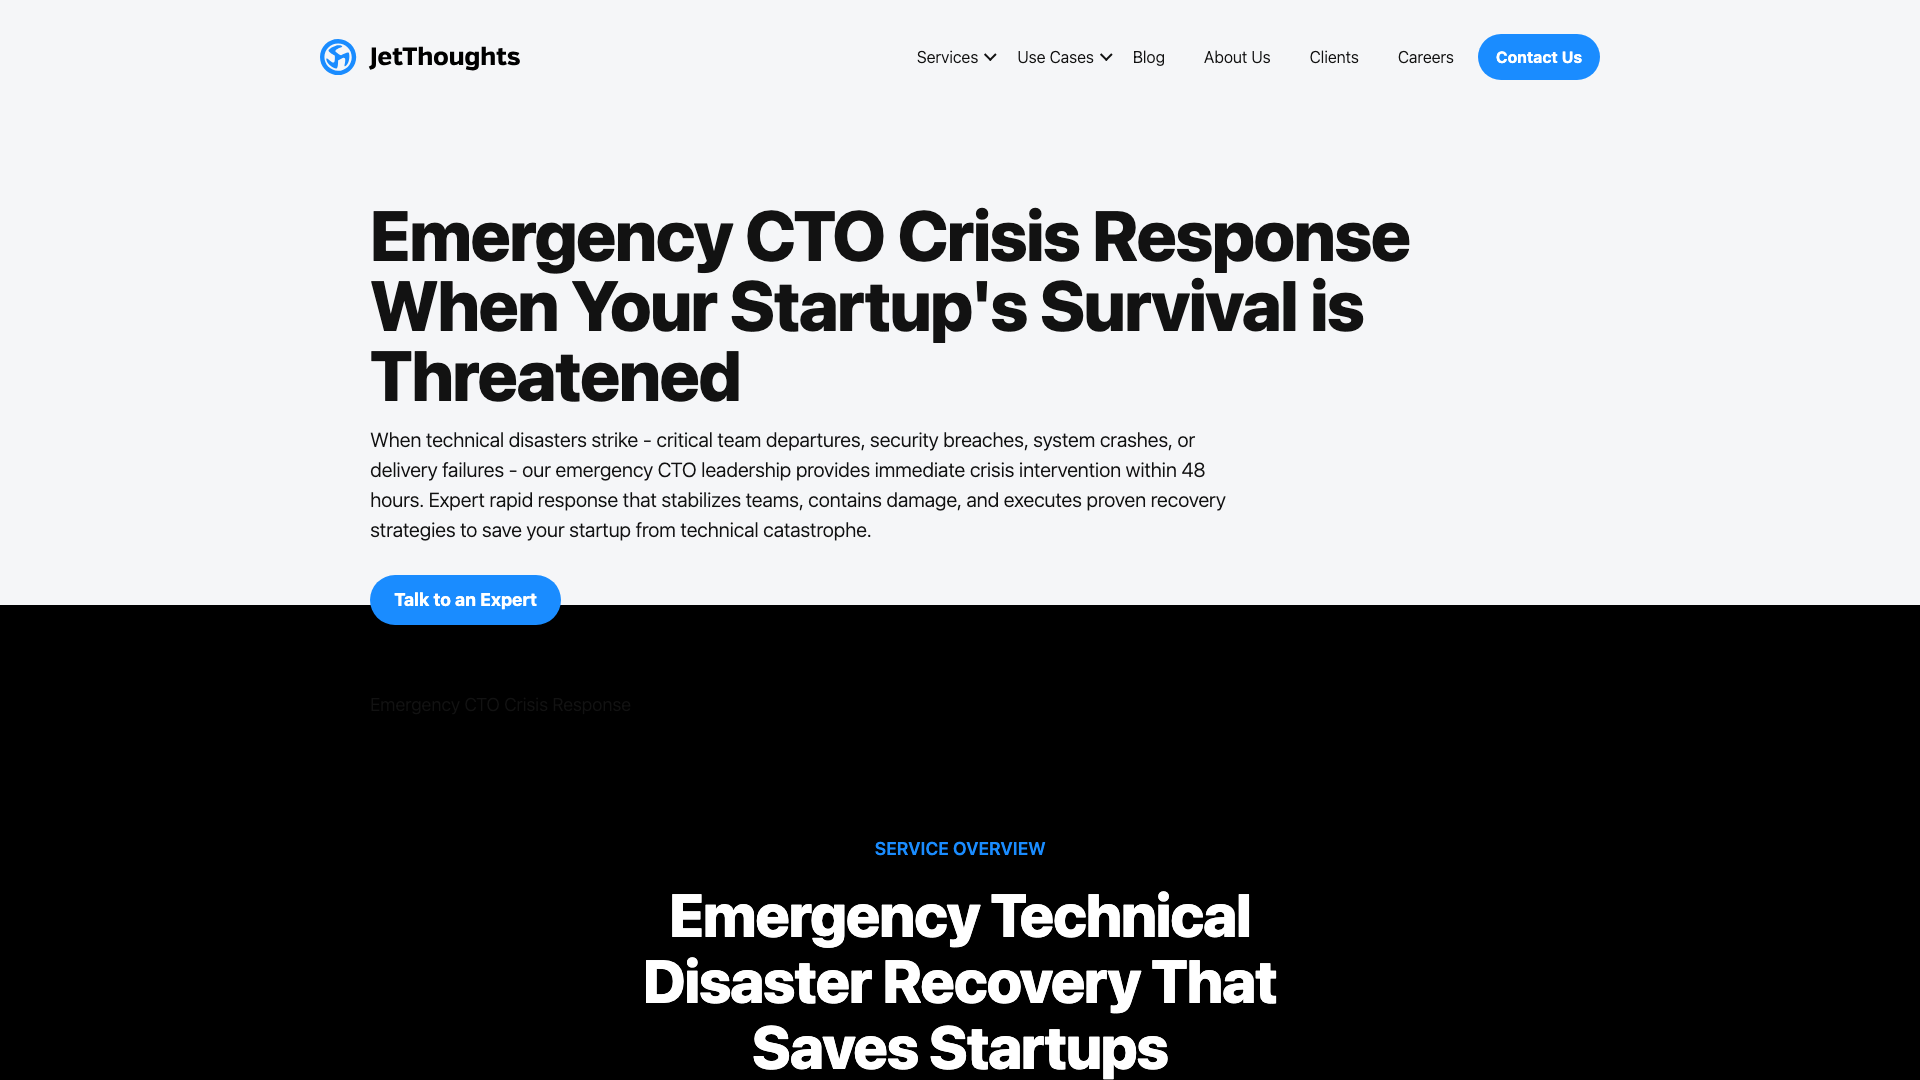 JetThoughts
Services
Use Cases
Blog
About Us
Clients
Careers
Contact Us
Emergency CTO Crisis Response
When Your Startup's Survival is
Threatened
When technical disasters strike - critical team departures, security breaches, system crashes, or
delivery failures - our emergency CTO leadership provides immediate crisis intervention within 48
hours. Expert rapid response that stabilizes teams, contains damage, and executes proven recovery
strategies to save your startup from technical catastrophe.
Talk to an Expert
Emergency CTO Crisis Response
SERVICE OVERVIEW
Emergency Technical
Disaster Recovery That
Saves Startups